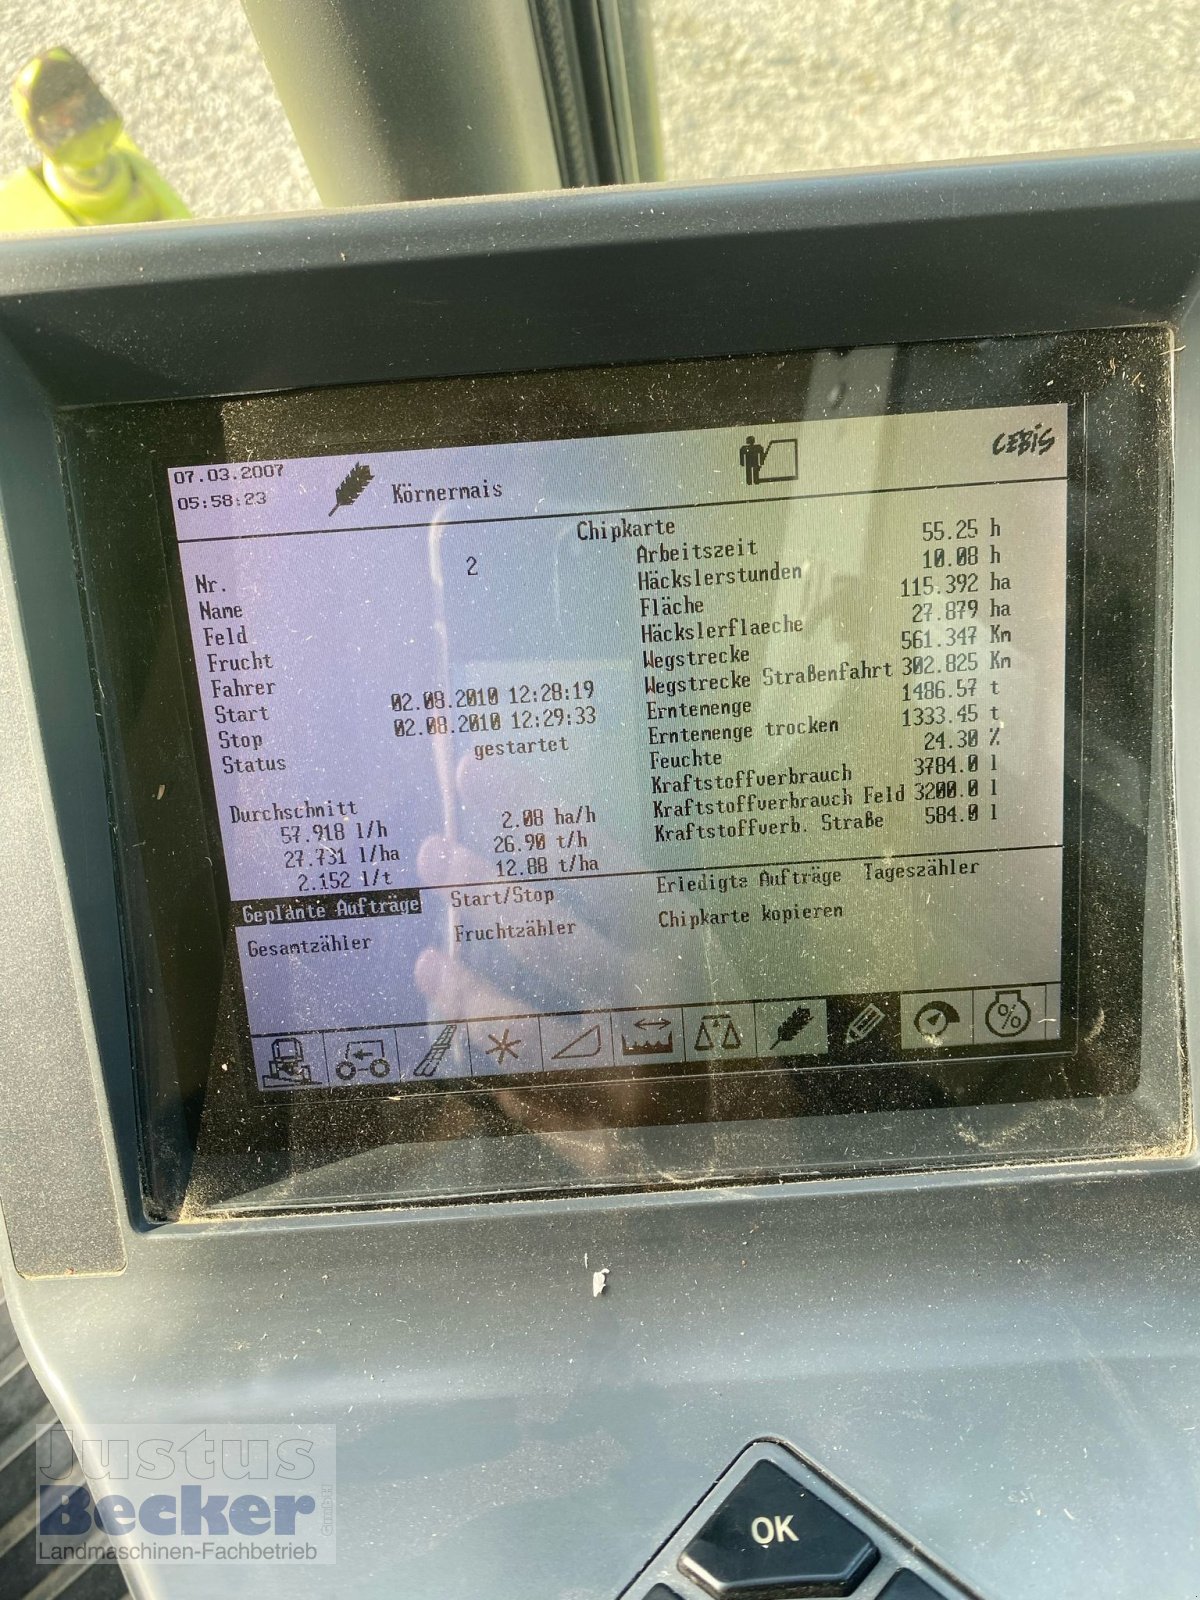 07.03.2007
05:58:23
Körnermais
CEBIS
Chipkarte
Nr. 2
Name
Feld
Frucht
Fahrer
Start 02.08.2010 12:28:19
Stop 02.08.2010 12:29:33
Status gestartet
Durchschnitt
57.918 l/h 2.08 ha/h
27.731 l/ha 26.90 t/h
2.152 l/t 12.88 t/ha
Arbeitszeit 55.25 h
Häckslerstunden 10.08 h
Fläche 115.392 ha
Häckslerflaeche 27.879 ha
Wegstrecke 561.347 Km
Wegstrecke Straßenfahrt 302.825 Km
Erntemenge 1486.57 t
Erntemenge trocken 1333.45 t
Feuchte 24.30 %
Kraftstoffverbrauch 3784.0 l
Kraftstoffverbrauch Feld 3200.0 l
Kraftstoffverb. Straße 584.0 l
Geplante Aufträge Start/Stop Erledigte Aufträge Tageszähler
Gesamtzähler Fruchtzähler Chipkarte kopieren
%
OK
Justus
Becker GmbH
Landmaschinen-Fachbetrieb